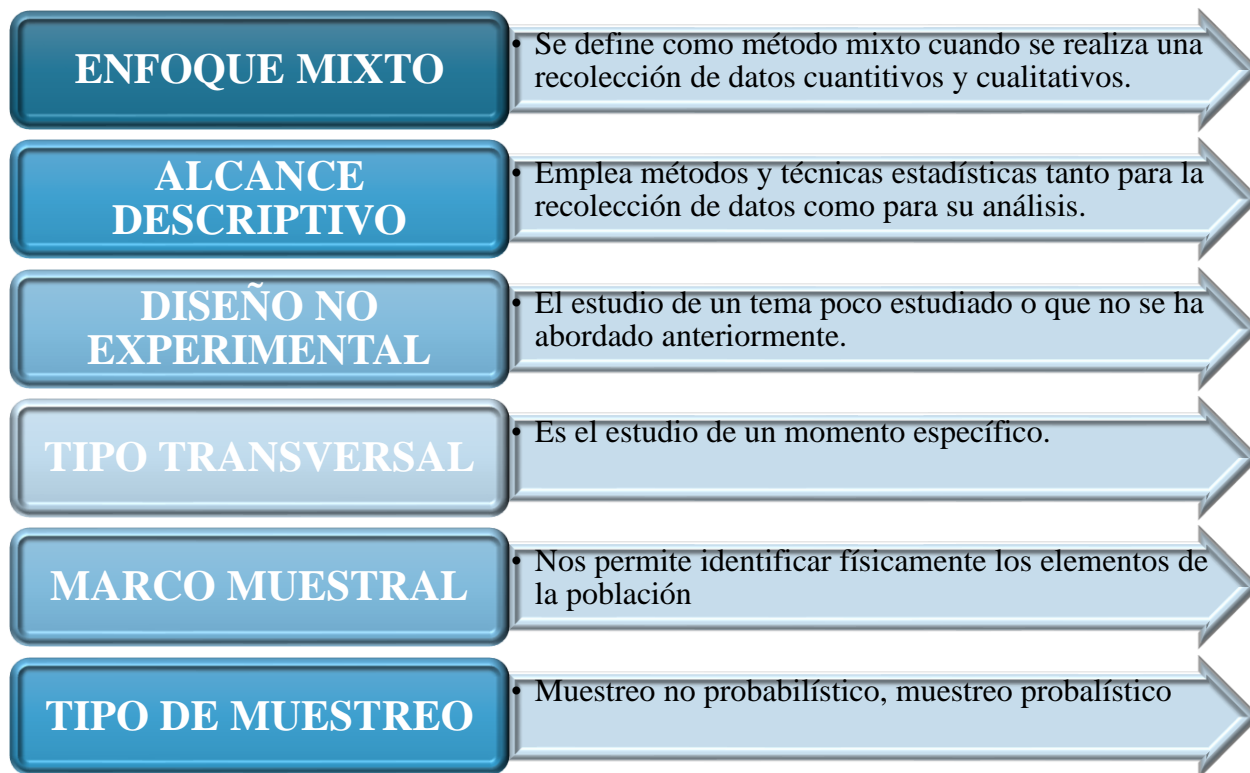 ENFOQUE MIXTO
• Se define como método mixto cuando se realiza una
recolección de datos cuantitivos y cualitativos.
ALCANCE
DESCRIPTIVO
• Emplea métodos y técnicas estadísticas tanto para la
recolección de datos como para su análisis.
DISEÑO NO
EXPERIMENTAL
• El estudio de un tema poco estudiado o que no se ha
abordado anteriormente.
TIPO TRANSVERSAL
• Es el estudio de un momento específico.
MARCO MUESTRAL
• Nos permite identificar físicamente los elementos de
la población
TIPO DE MUESTREO
• Muestreo no probabilístico, muestreo probalístico